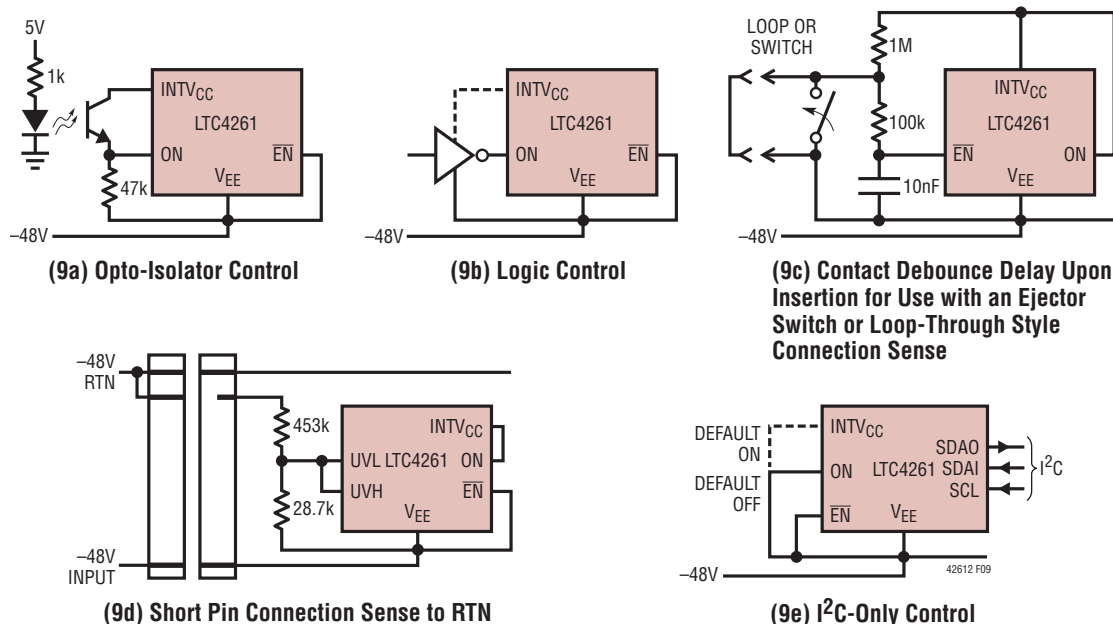 5V
1k
INTVCC
LTC4261
ON
EN
VEE
47k
–48V
(9a) Opto-Isolator Control
INTVCC
LTC4261
ON
EN
VEE
–48V
(9b) Logic Control
LOOP OR
SWITCH
1M
INTVCC
LTC4261
100k
EN
ON
VEE
10nF
–48V
(9c) Contact Debounce Delay Upon
Insertion for Use with an Ejector
Switch or Loop-Through Style
Connection Sense
–48V
RTN
453k
INTVCC
UVL LTC4261 ON
UVH
EN
28.7k
VEE
–48V
INPUT
(9d) Short Pin Connection Sense to RTN
DEFAULT
ON
INTVCC
SDAO
ON
LTC4261 SDAI
I2C
DEFAULT
OFF
SCL
EN
VEE
–48V
42612 F09
(9e) I2C-Only Control